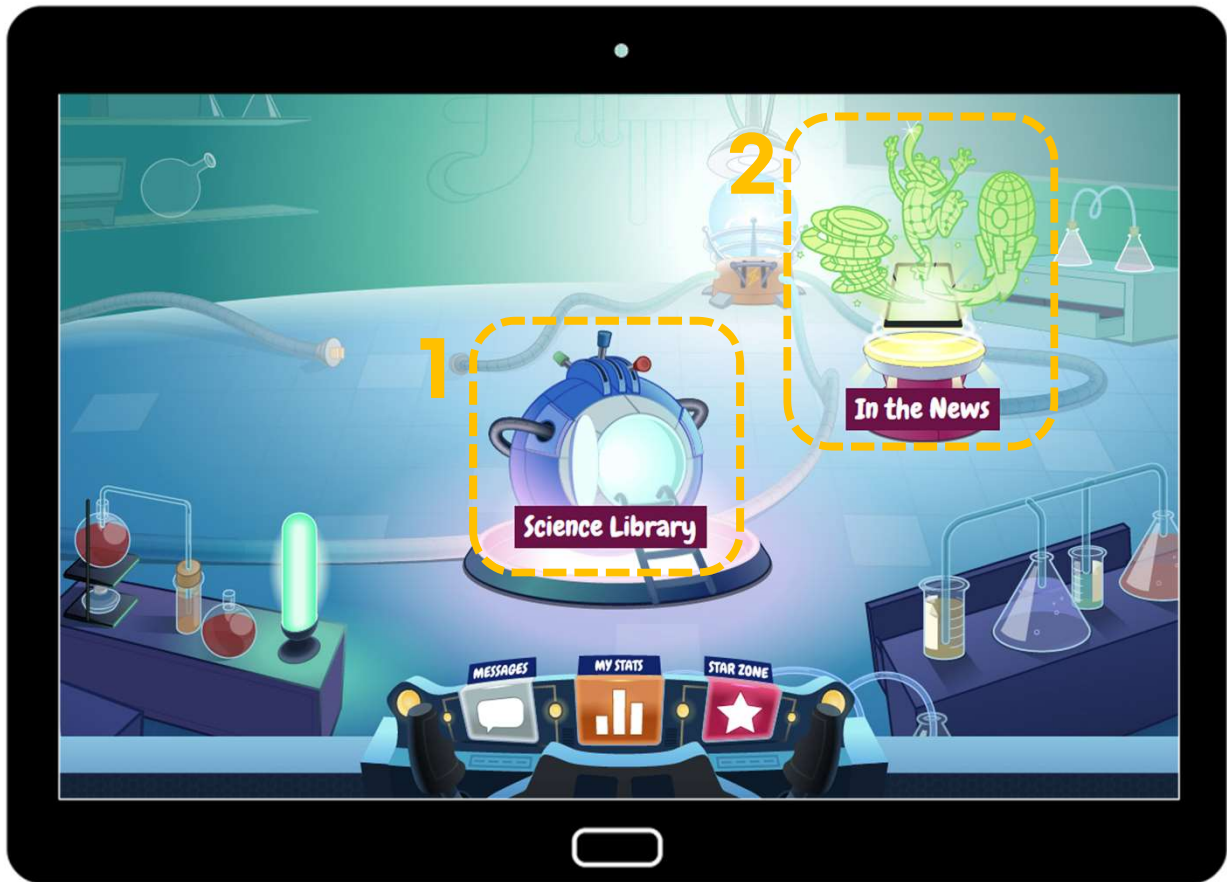 2
1
In the News
Science Library
MESSAGES
MY STATS
STAR ZONE